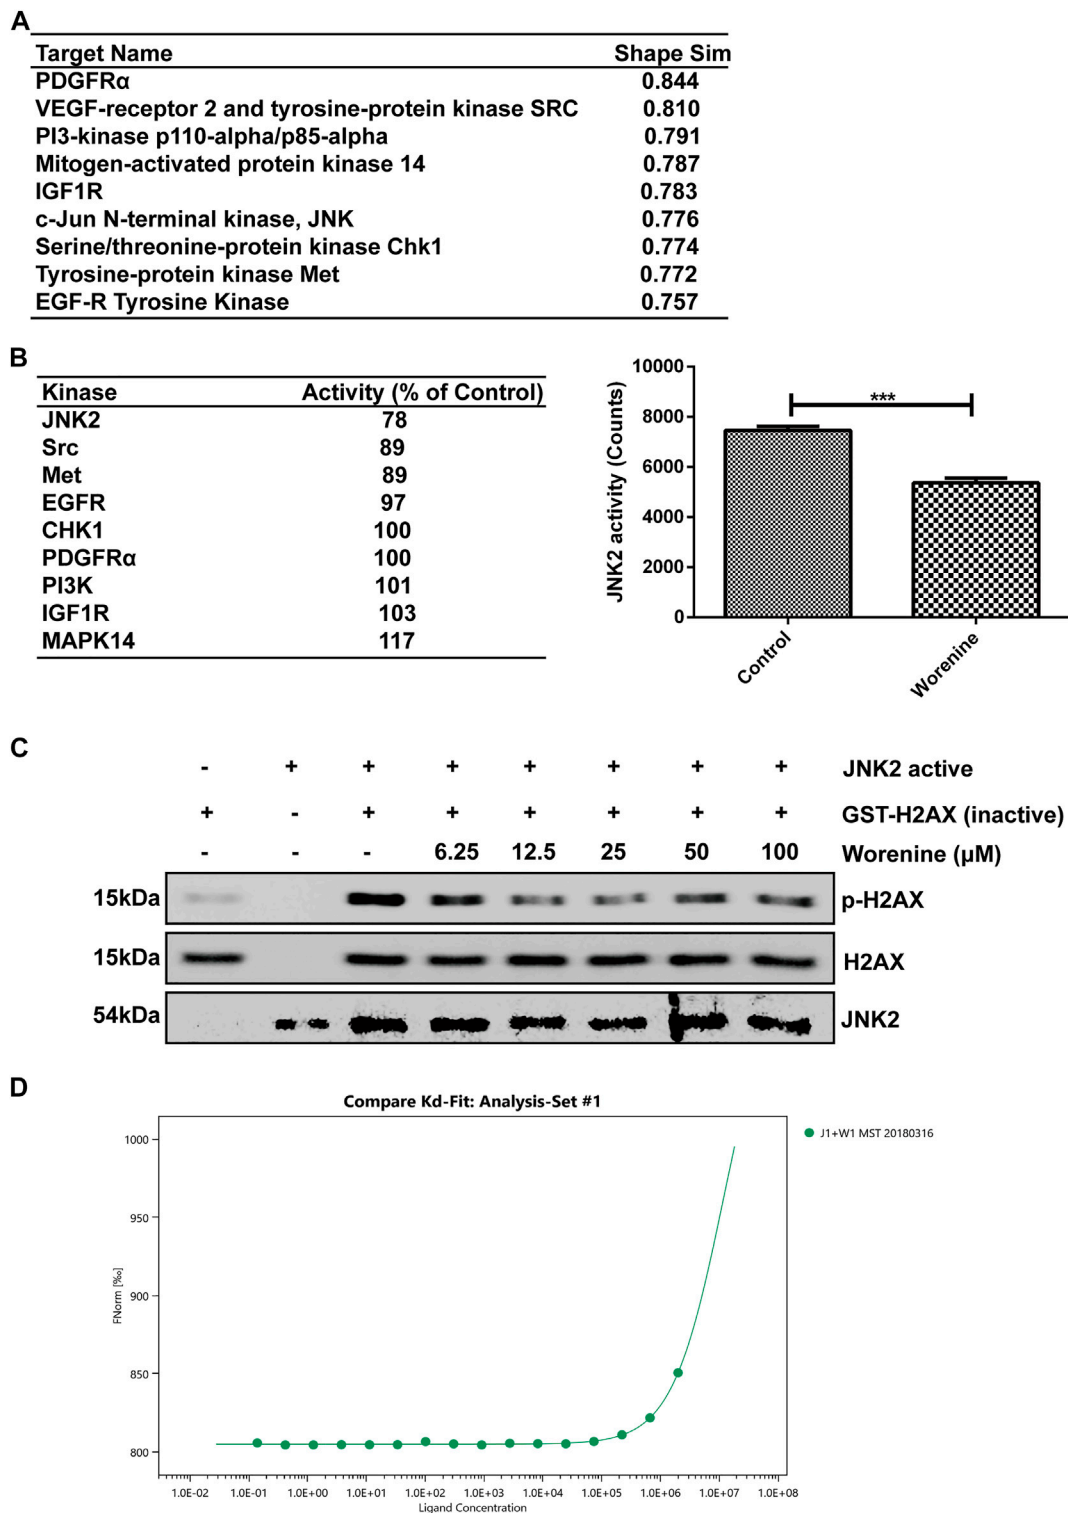 A
Target Name Shape Sim
PDGFRα 0.844
VEGF-receptor 2 and tyrosine-protein kinase SRC 0.810
PI3-kinase p110-alpha/p85-alpha 0.791
Mitogen-activated protein kinase 14 0.787
IGF1R 0.783
c-Jun N-terminal kinase, JNK 0.776
Serine/threonine-protein kinase Chk1 0.774
Tyrosine-protein kinase Met 0.772
EGF-R Tyrosine Kinase 0.757
B
Kinase Activity (% of Control)
JNK2 78
Src 89
Met 89
EGFR 97
CHK1 100
PDGFRα 100
PI3K 101
IGF1R 103
MAPK14 117
JNK2 activity (Counts)
10000
8000
6000
4000
2000
0
***
Control
Worenine
C
- + + + + + + + JNK2 active
+ - + + + + + + GST-H2AX (inactive)
- - - 6.25 12.5 25 50 100 Worenine (µM)
15kDa p-H2AX
15kDa H2AX
54kDa JNK2
D
Compare Kd-Fit: Analysis-Set #1
J1+W1 MST 20180316
FNorm [‰]
1000
950
900
850
800
1.0E-02 1.0E-01 1.0E+00 1.0E+01 1.0E+02 1.0E+03 1.0E+04 1.0E+05 1.0E+06 1.0E+07 1.0E+08
Ligand Concentration